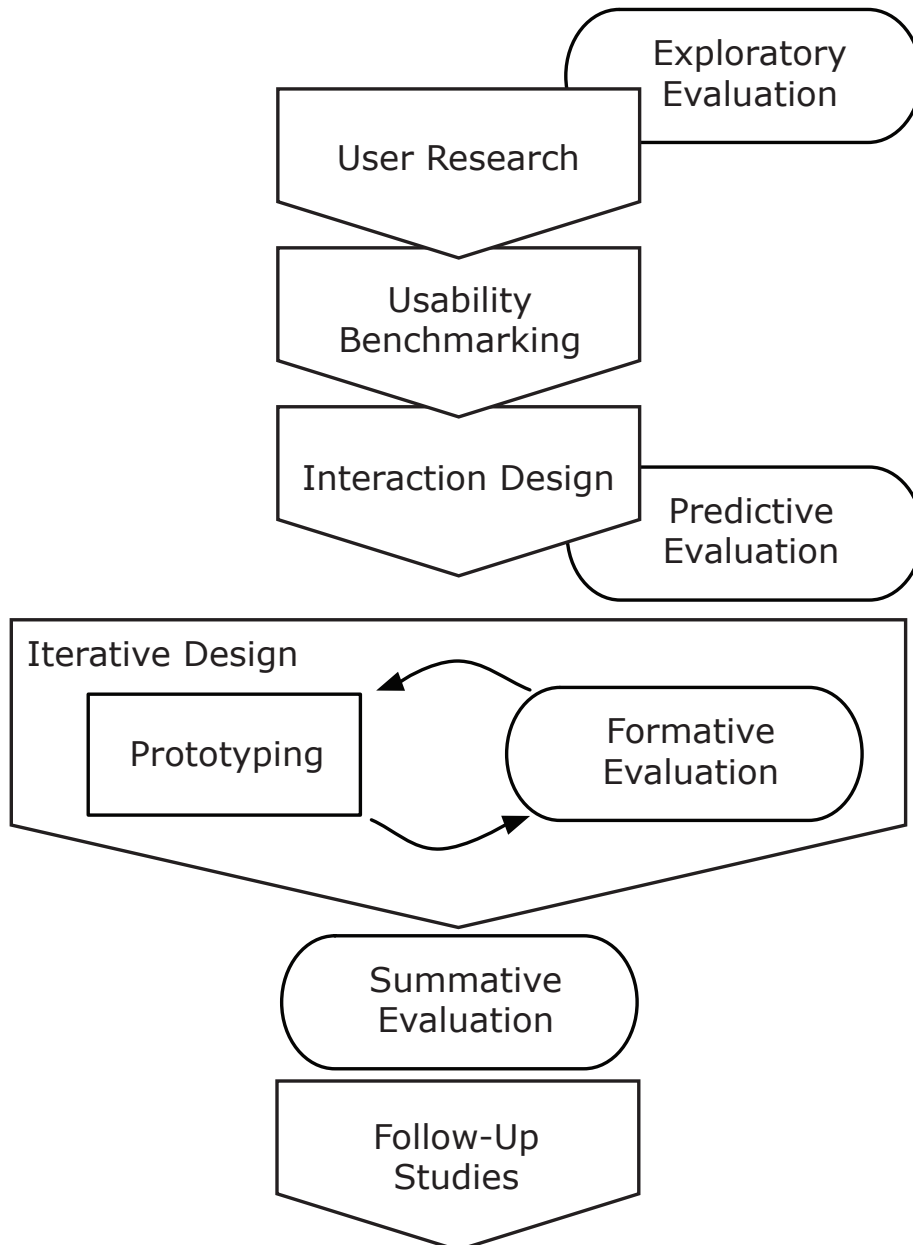 Exploratory
Evaluation
User Research
Usability
Benchmarking
Interaction Design
Predictive
Evaluation
Iterative Design
Prototyping
Formative
Evaluation
Summative
Evaluation
Follow-Up
Studies